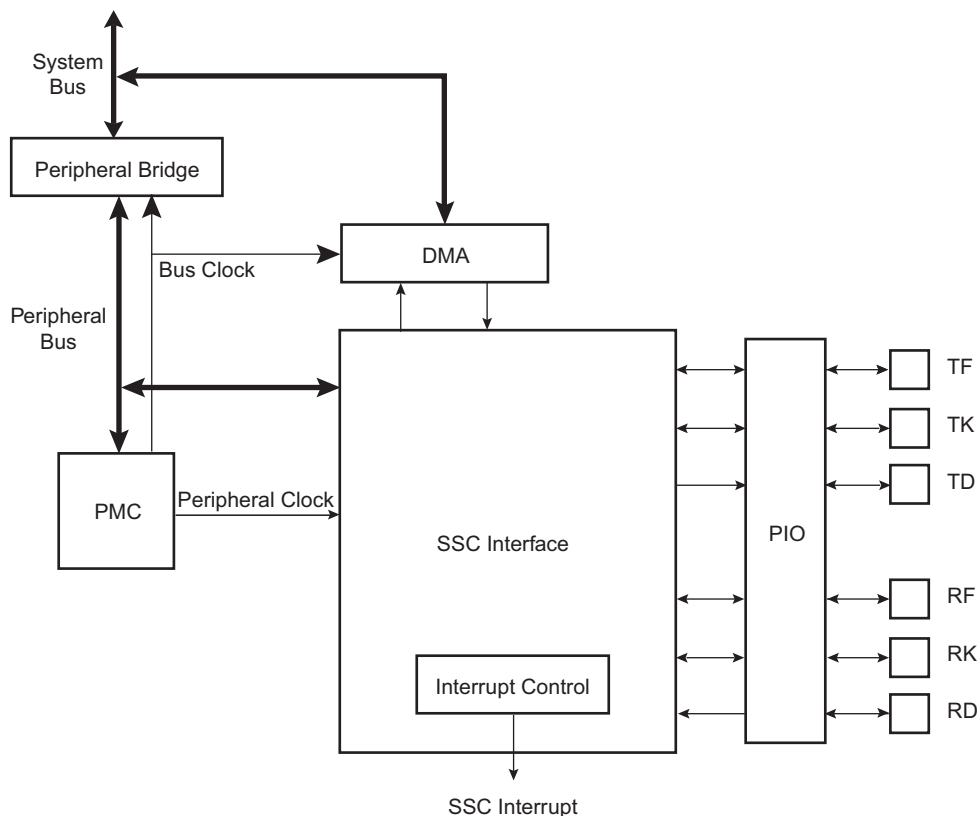 System
Bus
Peripheral Bridge
Bus Clock
DMA
Peripheral
Bus
PMC
Peripheral Clock
SSC Interface
Interrupt Control
SSC Interrupt
PIO
TF
TK
TD
RF
RK
RD